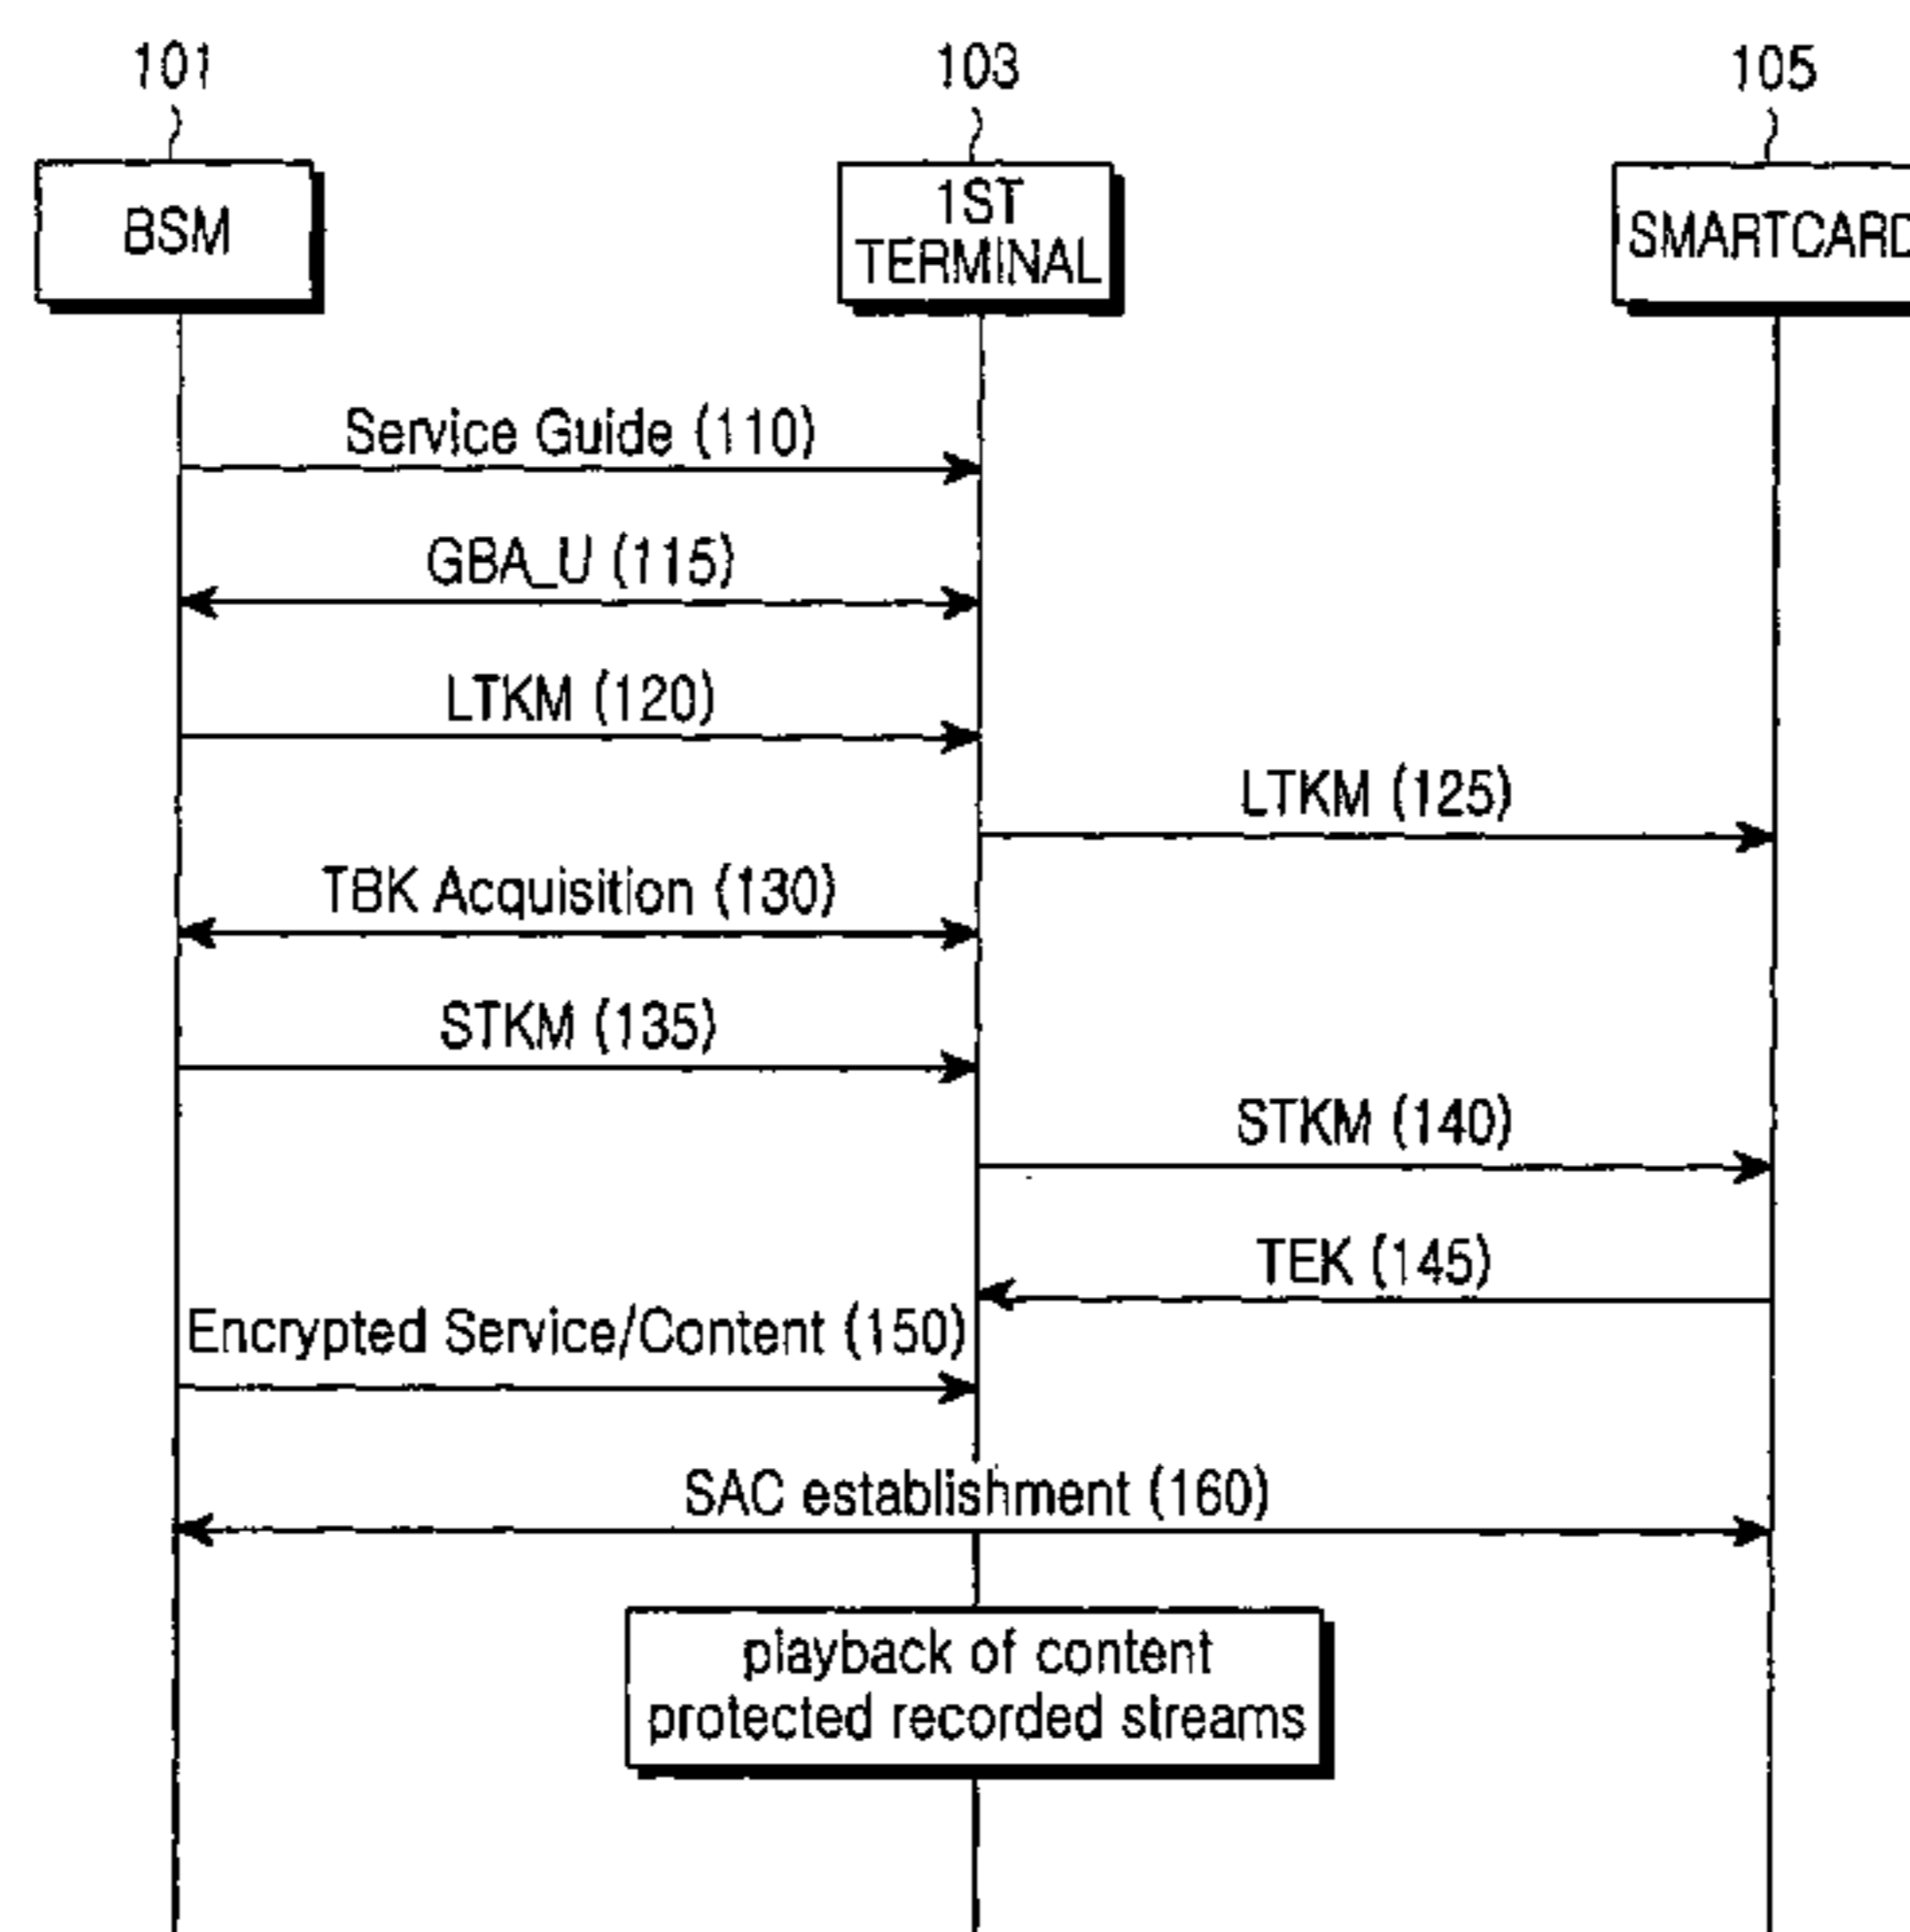 101
103
105
BSM
1ST
TERMINAL
SMARTCARD
Service Guide (110)
GBA_U (115)
LTKM (120)
LTKM (125)
TBK Acquisition (130)
STKM (135)
STKM (140)
TEK (145)
Encrypted Service/Content (150)
SAC establishment (160)
playback of content
protected recorded streams